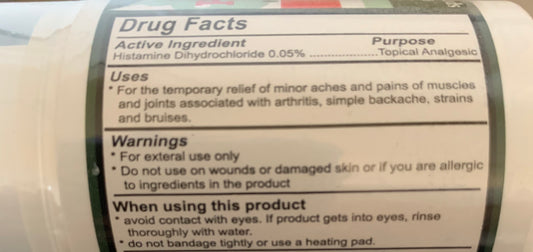 Drug Facts
Active Ingredient Purpose
Histamine Dihydrochloride 0.05% ....................Topical Analgesic
Uses
* For the temporary relief of minor aches and pains of muscles
and joints associated with arthritis, simple backache, strains
and bruises.
Warnings
* For exteral use only
* Do not use on wounds or damaged skin or if you are allergic
to ingredients in the product
When using this product
* avoid contact with eyes. If product gets into eyes, rinse
thoroughly with water.
* do not bandage tightly or use a heating pad.